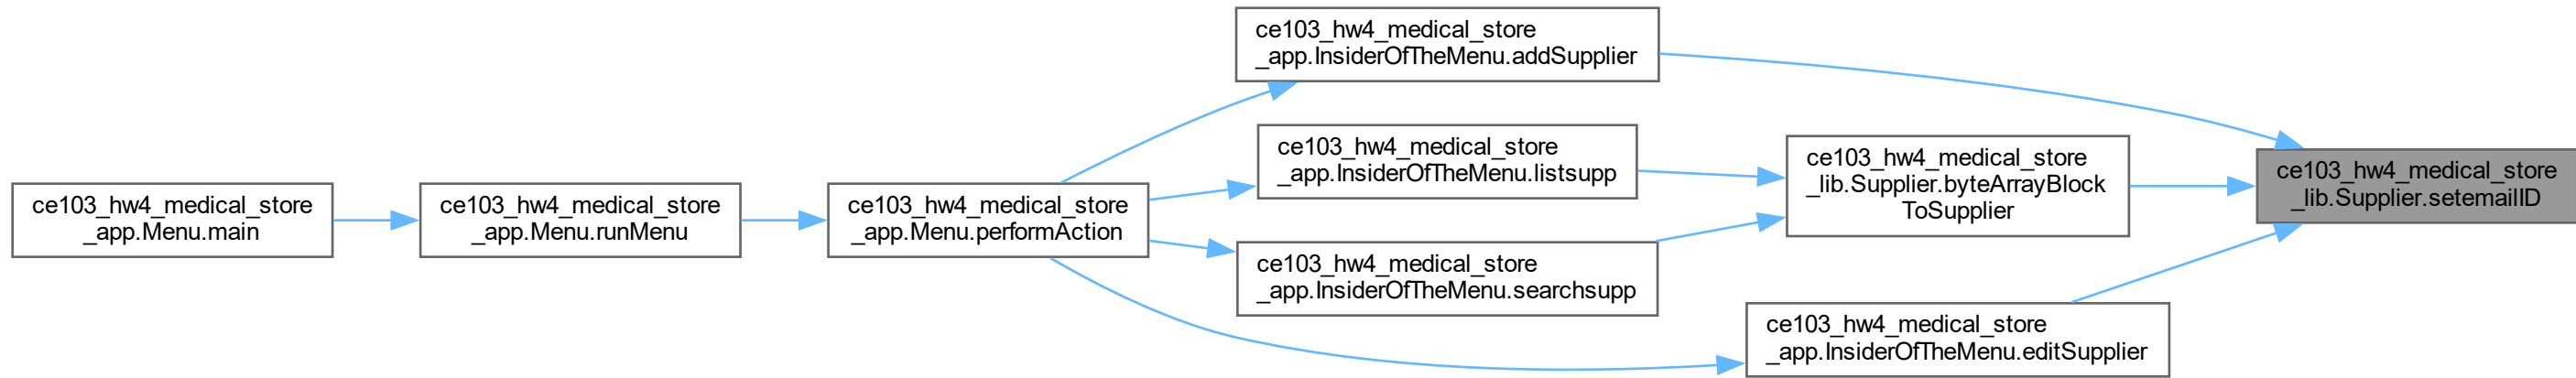 ce103_hw4_medical_store
_app.Menu.main
ce103_hw4_medical_store
_app.Menu.runMenu
ce103_hw4_medical_store
_app.Menu.performAction
ce103_hw4_medical_store
_app.InsiderOfTheMenu.addSupplier
ce103_hw4_medical_store
_app.InsiderOfTheMenu.listsupp
ce103_hw4_medical_store
_app.InsiderOfTheMenu.searchsupp
ce103_hw4_medical_store
_lib.Supplier.byteArrayBlock
ToSupplier
ce103_hw4_medical_store
_app.InsiderOfTheMenu.editSupplier
ce103_hw4_medical_store
_lib.Supplier.setemailID